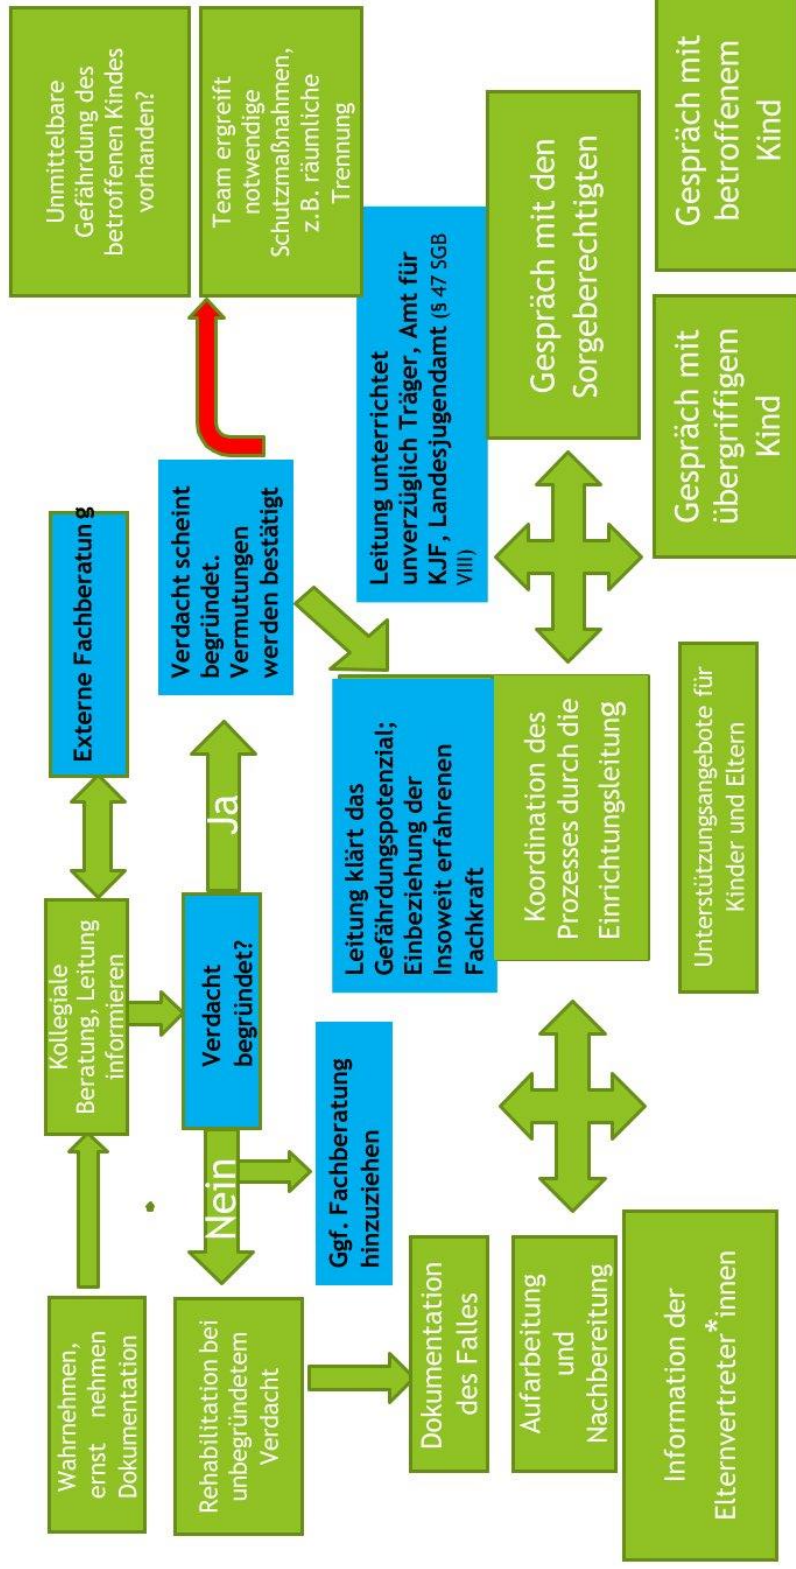 Wahrnehmen,
ernst nehmen
Dokumentation
Kollegiale
Beratung, Leitung
informieren
Externe Fachberatung
Unmittelbare
Gefährdung des
betroffenen Kindes
vorhanden?
Rehabilitation bei
unbegründetem
Verdacht
Nein
Verdacht
begründet?
Ja
Verdacht scheint
begründet.
Vermutungen
werden bestätigt
Team ergreift
notwendige
Schutzmaßnahmen,
z.B. räumliche
Trennung
Ggf. Fachberatung
hinzuziehen
Leitung klärt das
Gefährdungspotenzial;
Einbeziehung der
Insoweit erfahrenen
Fachkraft
Leitung unterrichtet
unverzüglich Träger, Amt für
KJF, Landesjugendamt (§ 47 SGB
VIII)
Dokumentation
des Falles
Aufarbeitung
und
Nachbereitung
Koordination des
Prozesses durch die
Einrichtungsleitung
Gespräch mit den
Sorgeberechtigten
Information der
Elternvertreter*innen
Unterstützungsangebote für
Kinder und Eltern
Gespräch mit
übergriffigem
Kind
Gespräch mit
betroffenem
Kind